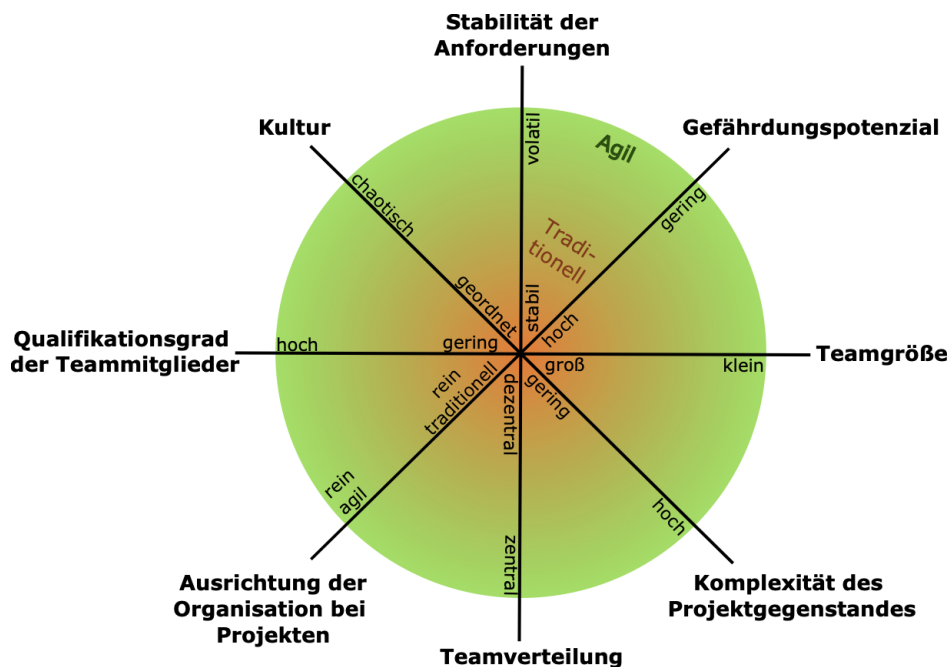 Stabilität der
Anforderungen
Kultur
Gefährdungspotenzial
volatil
Agil
chaotisch
gering
Tradi-
tionell
geordnet
stabil
hoch
Qualifikationsgrad
der Teammitglieder
hoch
gering
groß
klein
Teamgröße
rein
traditionell
dezentral
gering
rein
agil
zentral
hoch
Ausrichtung der
Organisation bei
Projekten
Komplexität des
Projektgegenstandes
Teamverteilung